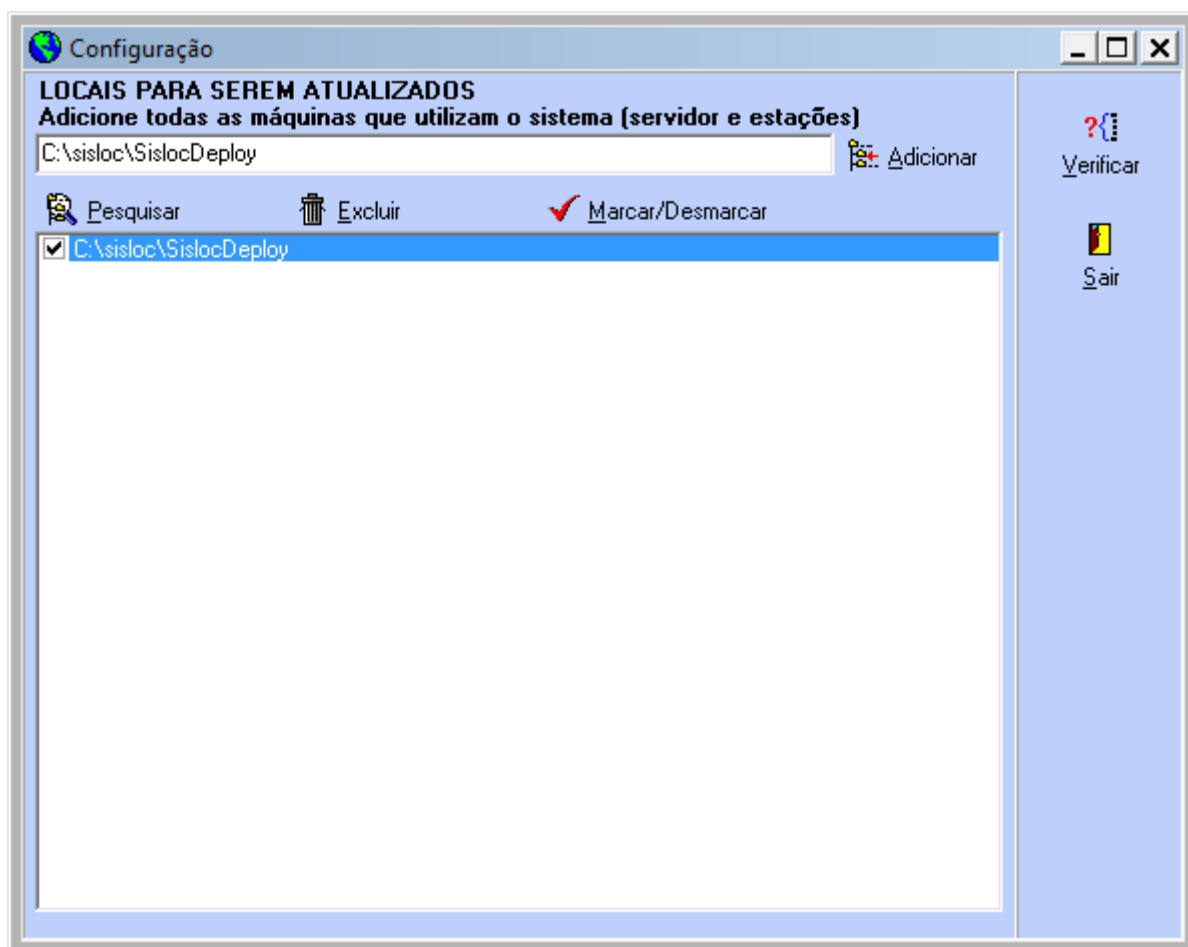 Configuração
LOCAIS PARA SEREM ATUALIZADOS
Adicione todas as máquinas que utilizam o sistema (servidor e estações)
C:\sisloc\SislocDeploy
Adicionar
Verificar
Pesquisar
Excluir
Marcar/Desmarcar
C:\sisloc\SislocDeploy
Sair